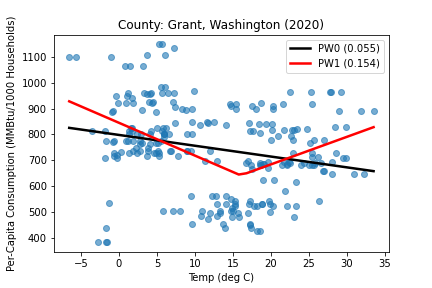 County: Grant, Washington (2020)
Per-Capita Consumption (MMBtu/1000 Households)
1100
1000
900
800
700
600
500
400
PW0 (0.055)
PW1 (0.154)
−5 0 5 10 15 20 25 30 35
Temp (deg C)